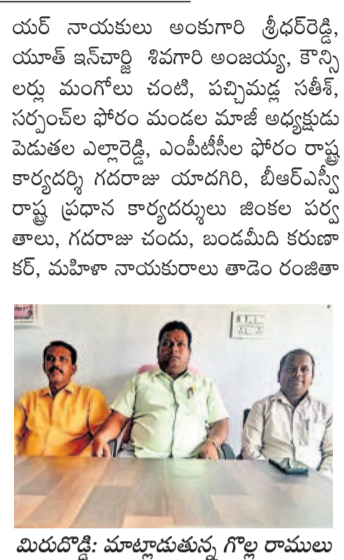 యర్ నాయకులు అంకుగారి శ్రీధర్‌రెడ్డి,
యూత్ ఇన్‌చార్జి శివగారి అంజయ్య, కౌన్సి
లర్లు మంగోలు చంటి, పచ్చిమడ్ల సతీశ్,
సర్పంచ్‌ల ఫోరం మండల మాజీ అధ్యక్షుడు
పెడుతల ఎల్లారెడ్డి, ఎంపీటీసీల ఫోరం రాష్ట్ర
కార్యదర్శి గదరాజు యాదగిరి, బీఆర్‌ఎస్వీ
రాష్ట్ర ప్రధాన కార్యదర్శులు జింకల పర్వ
తాలు, గదరాజు చందు, బండమీది కరుణా
కర్, మహిళా నాయకురాలు తాడెం రంజితా
మిరుదొడ్డి: మాట్లాడుతున్న గొల్ల రాములు